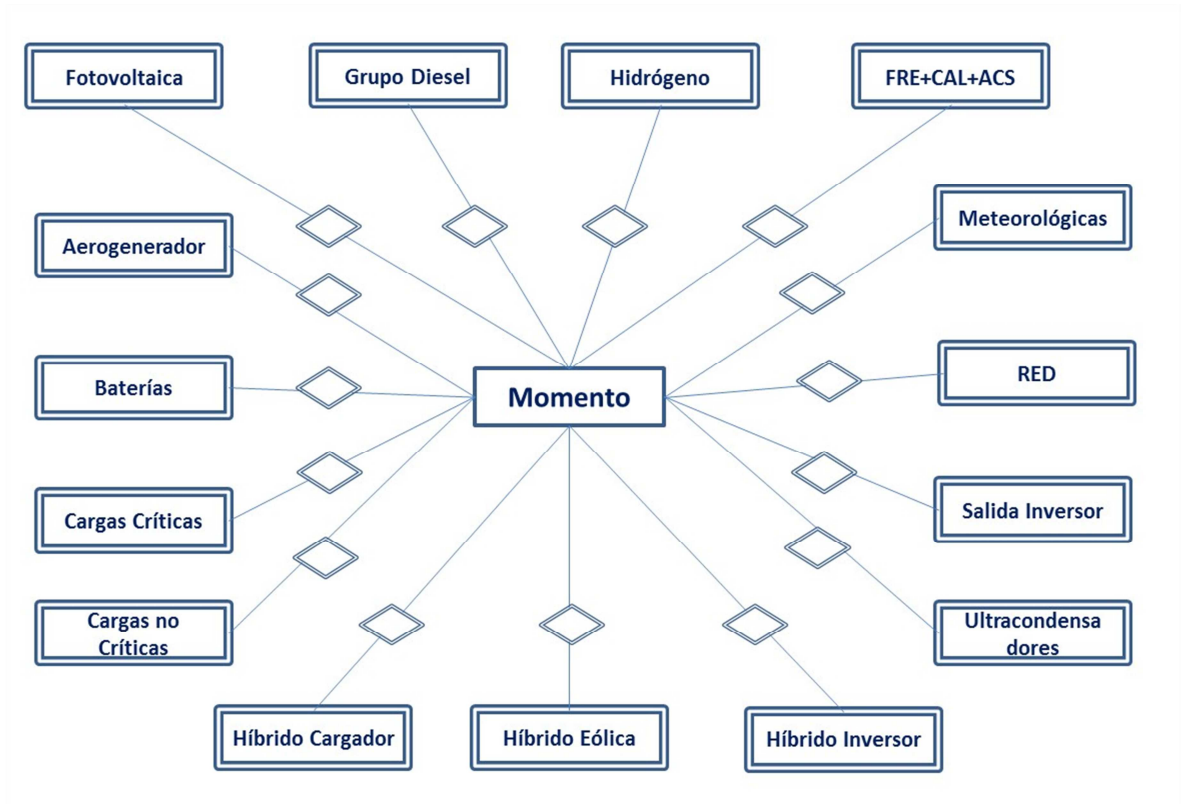 Fotovoltaica
Grupo Diesel
Hidrógeno
FRE+CAL+ACS
Meteorológicas
Aerogenerador
RED
Baterías
Momento
Salida Inversor
Cargas Críticas
Cargas no
Críticas
Ultracondensa
dores
Híbrido Cargador
Híbrido Eólica
Híbrido Inversor